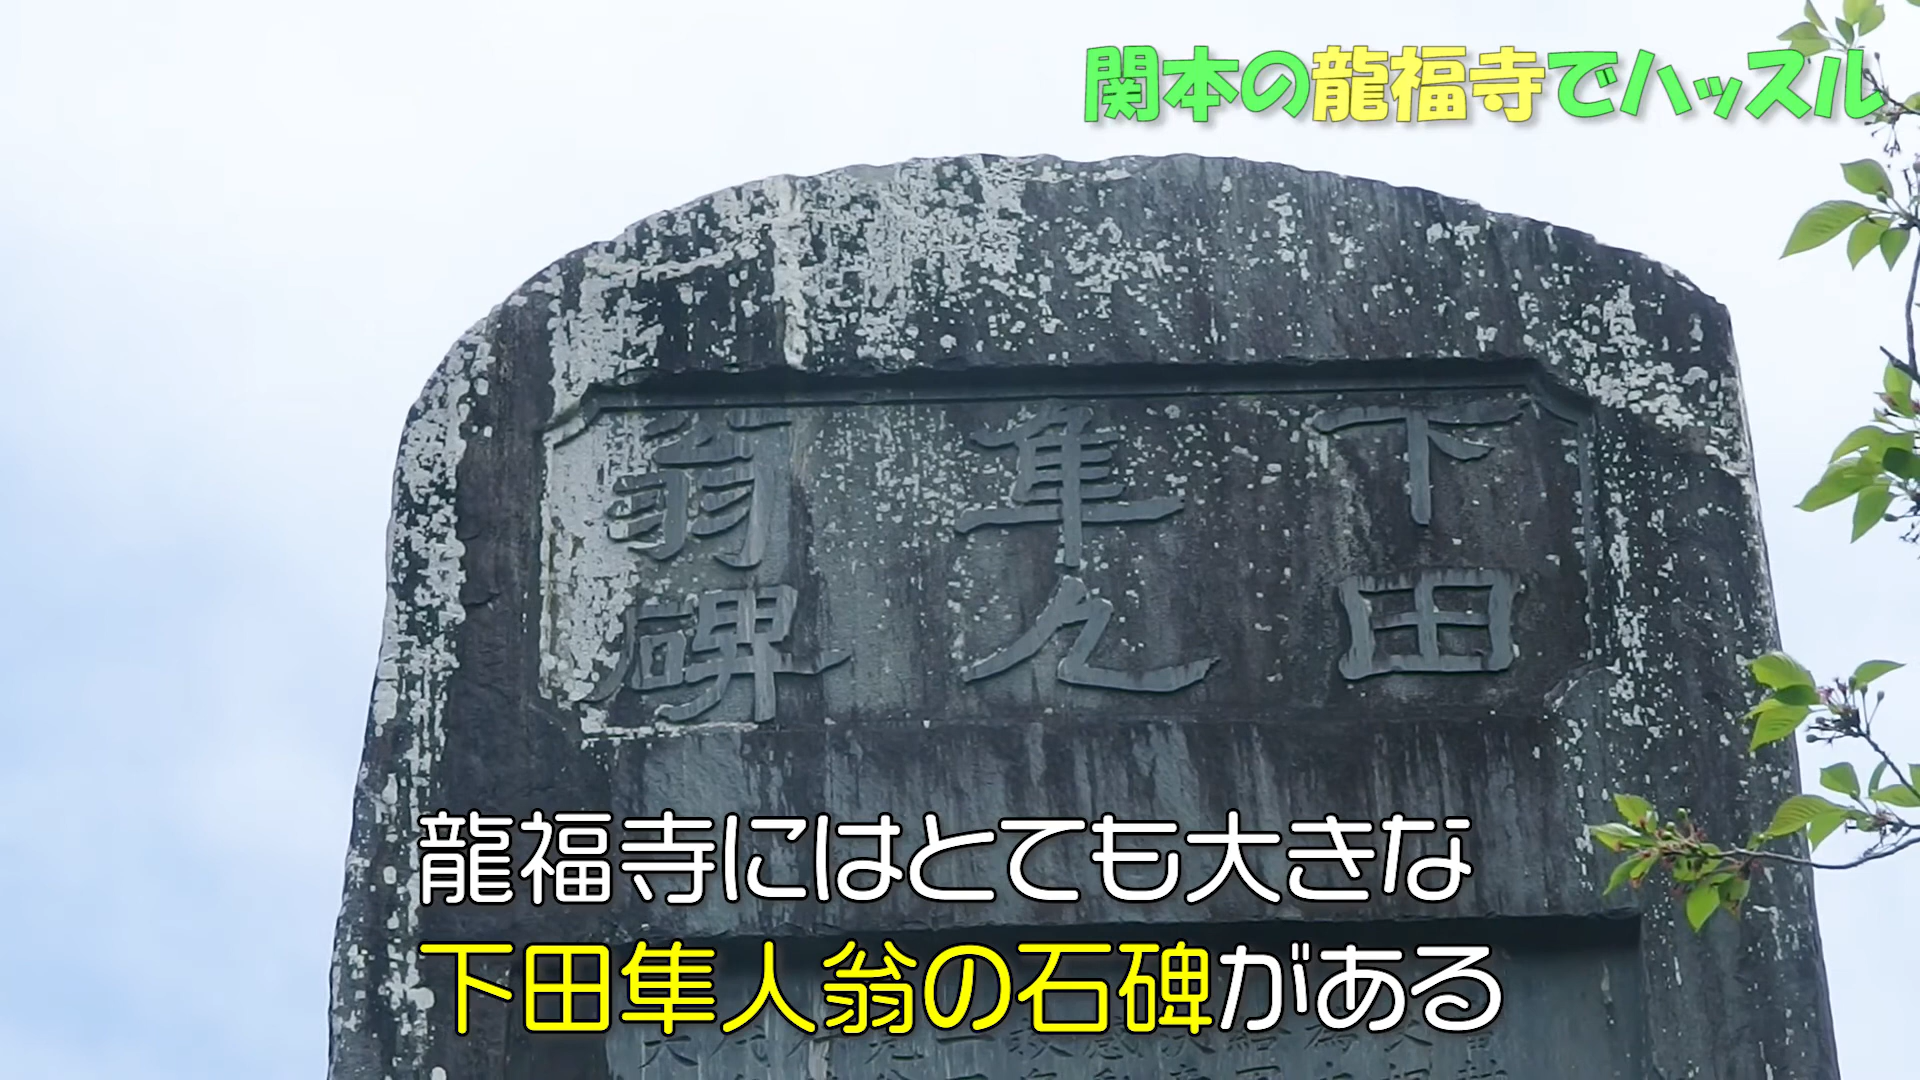 関本の龍福寺でハッスル
下田
隼人
翁碑
龍福寺にはとても大きな
下田隼人翁の石碑がある